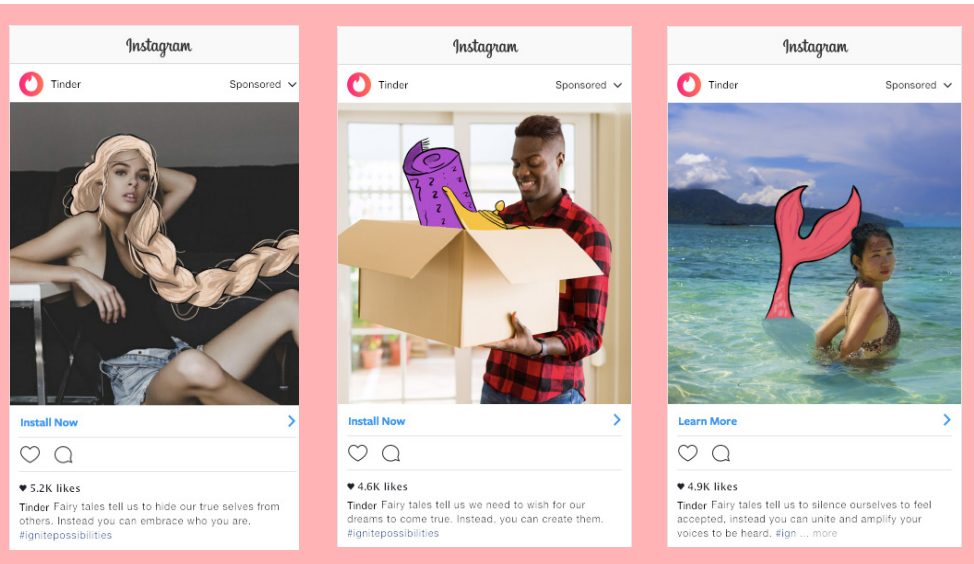 Instagram
Tinder Sponsored
Install Now
5.2K likes
Tinder Fairy tales tell us to hide our true selves from
others. Instead you can embrace who you are.
#ignitepossibilities
Instagram
Tinder Sponsored
z z z z z z
Install Now
4.6K likes
Tinder Fairy tales tell us we need to wish for our
dreams to come true. Instead, you can create them.
#ignitepossibilities
Instagram
Tinder Sponsored
Learn More
4.9K likes
Tinder Fairy tales tell us to silence ourselves to feel
accepted, instead you can unite and amplify your
voices to be heard. #ign ... more